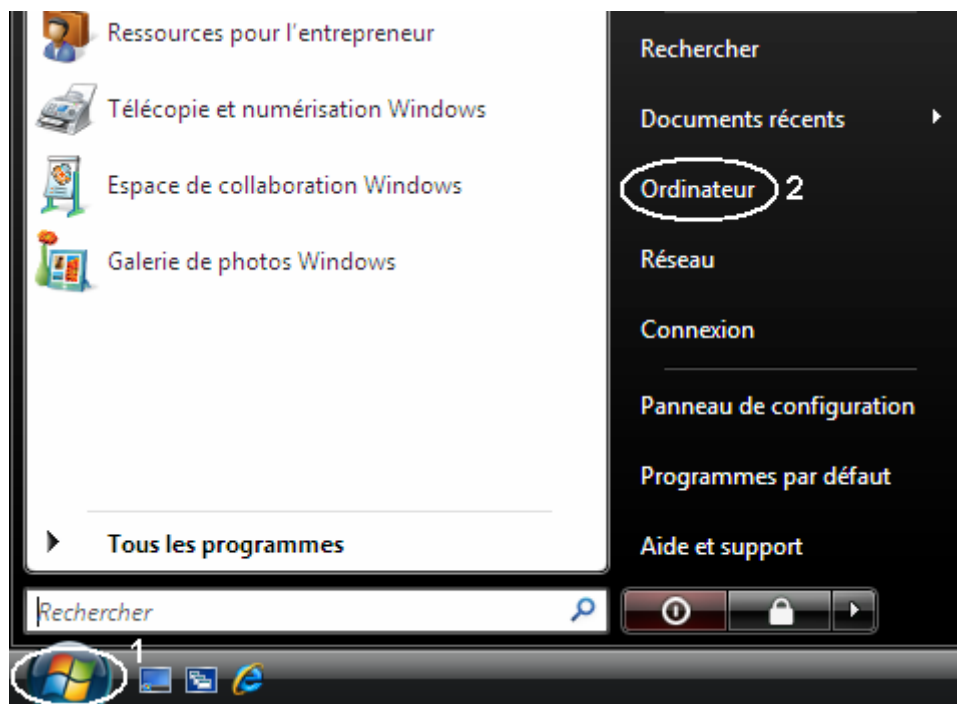 Ressources pour l'entrepreneur
Télécopie et numérisation Windows
Espace de collaboration Windows
Galerie de photos Windows
Tous les programmes
Rechercher
1
Rechercher
Documents récents
Ordinateur 2
Réseau
Connexion
Panneau de configuration
Programmes par défaut
Aide et support